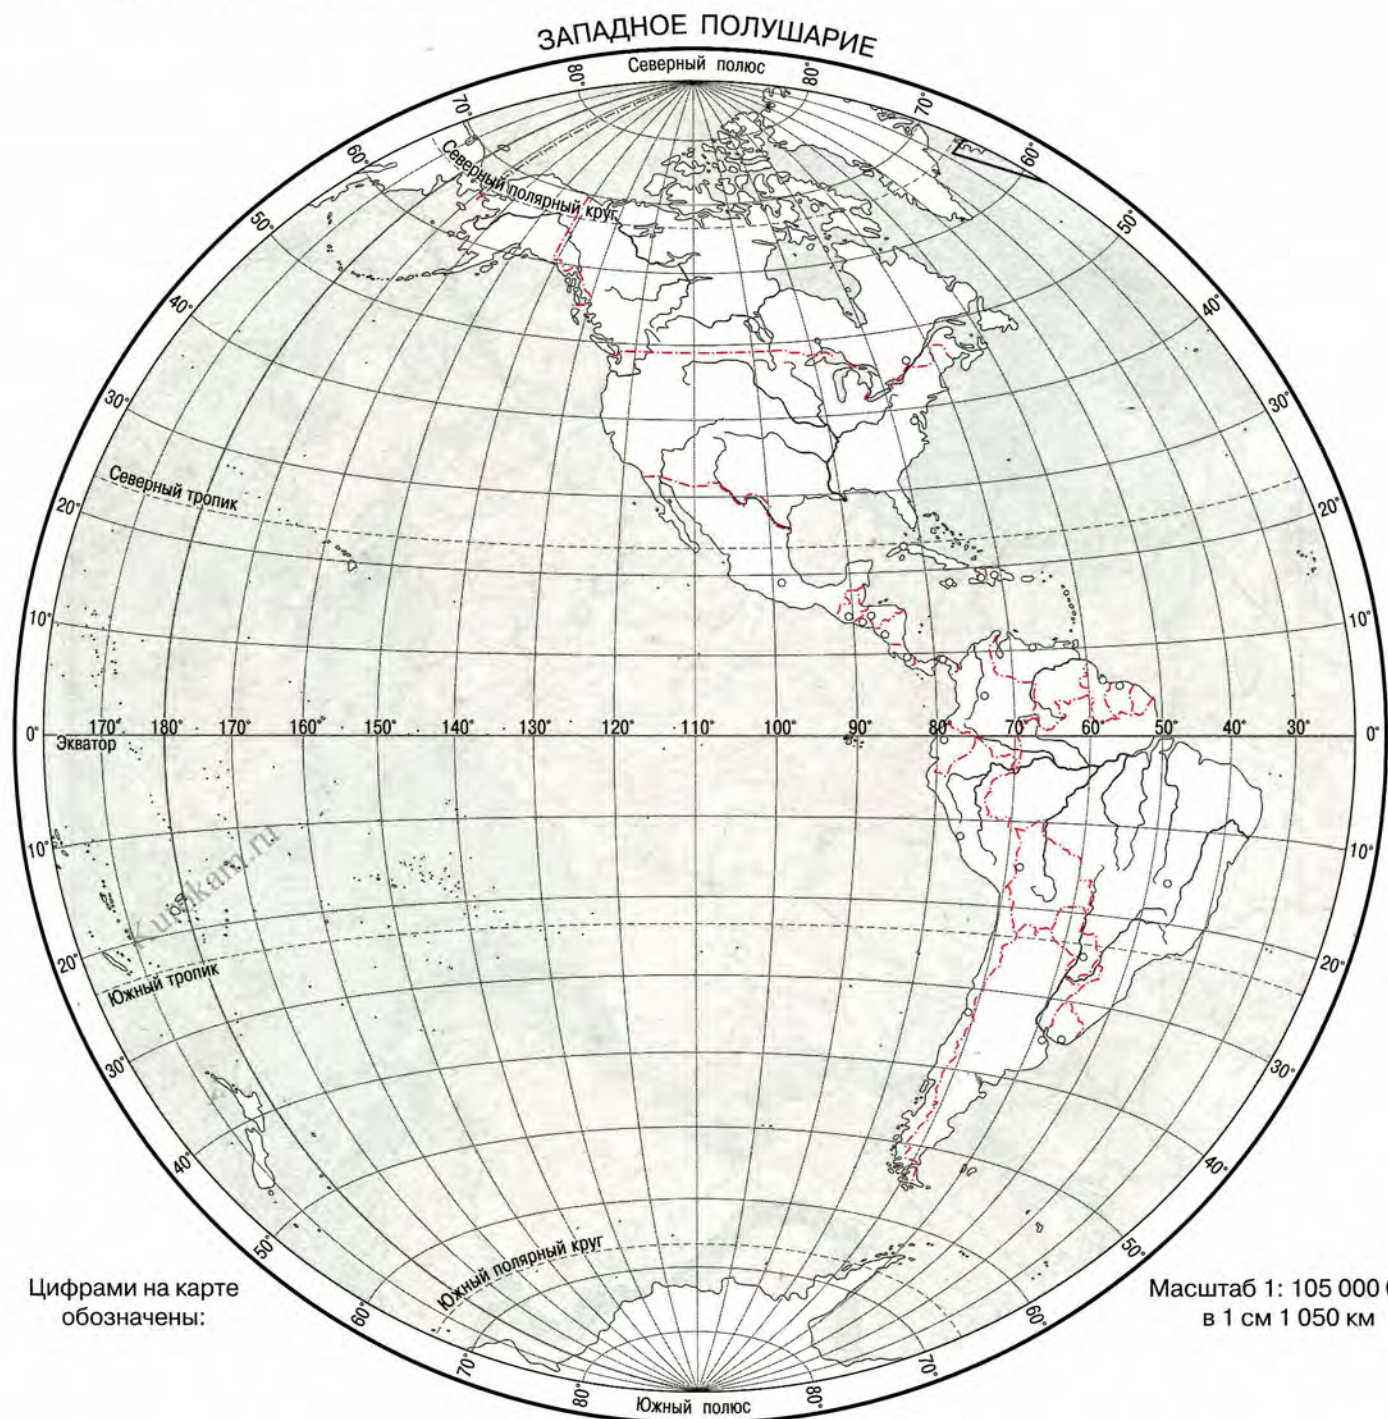 ЗАПАДНОЕ ПОЛУШАРИЕ
Северный полюс
80° 80°
70° 70°
60° 60°
Северный полярный круг
50° 50°
40° 40°
30° 30°
Северный тропик
20° 20°
10° 10°
0° 170° 180° 170° 160° 150° 140° 130° 120° 110° 100° 90° 80° 70° 60° 50° 40° 30° 0°
Экватор
10° 10°
Kupikam.ru
20° 20°
Южный тропик
30° 30°
40° 40°
50° 50°
Южный полярный круг
60° 60°
70° 70°
80° 80°
Южный полюс
Цифрами на карте
обозначены:
Масштаб 1: 105 000
в 1 см 1 050 км